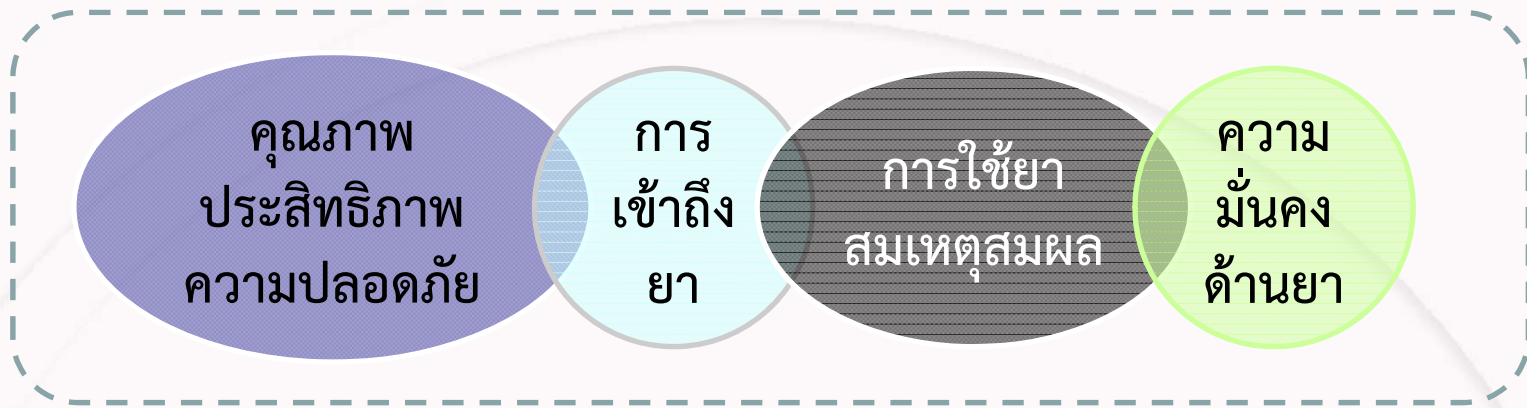 คุณภาพ
ประสิทธิภาพ
ความปลอดภัย
การ
เข้าถึง
ยา
การใช้ยา
สมเหตุสมผล
ความ
มั่นคง
ด้านยา